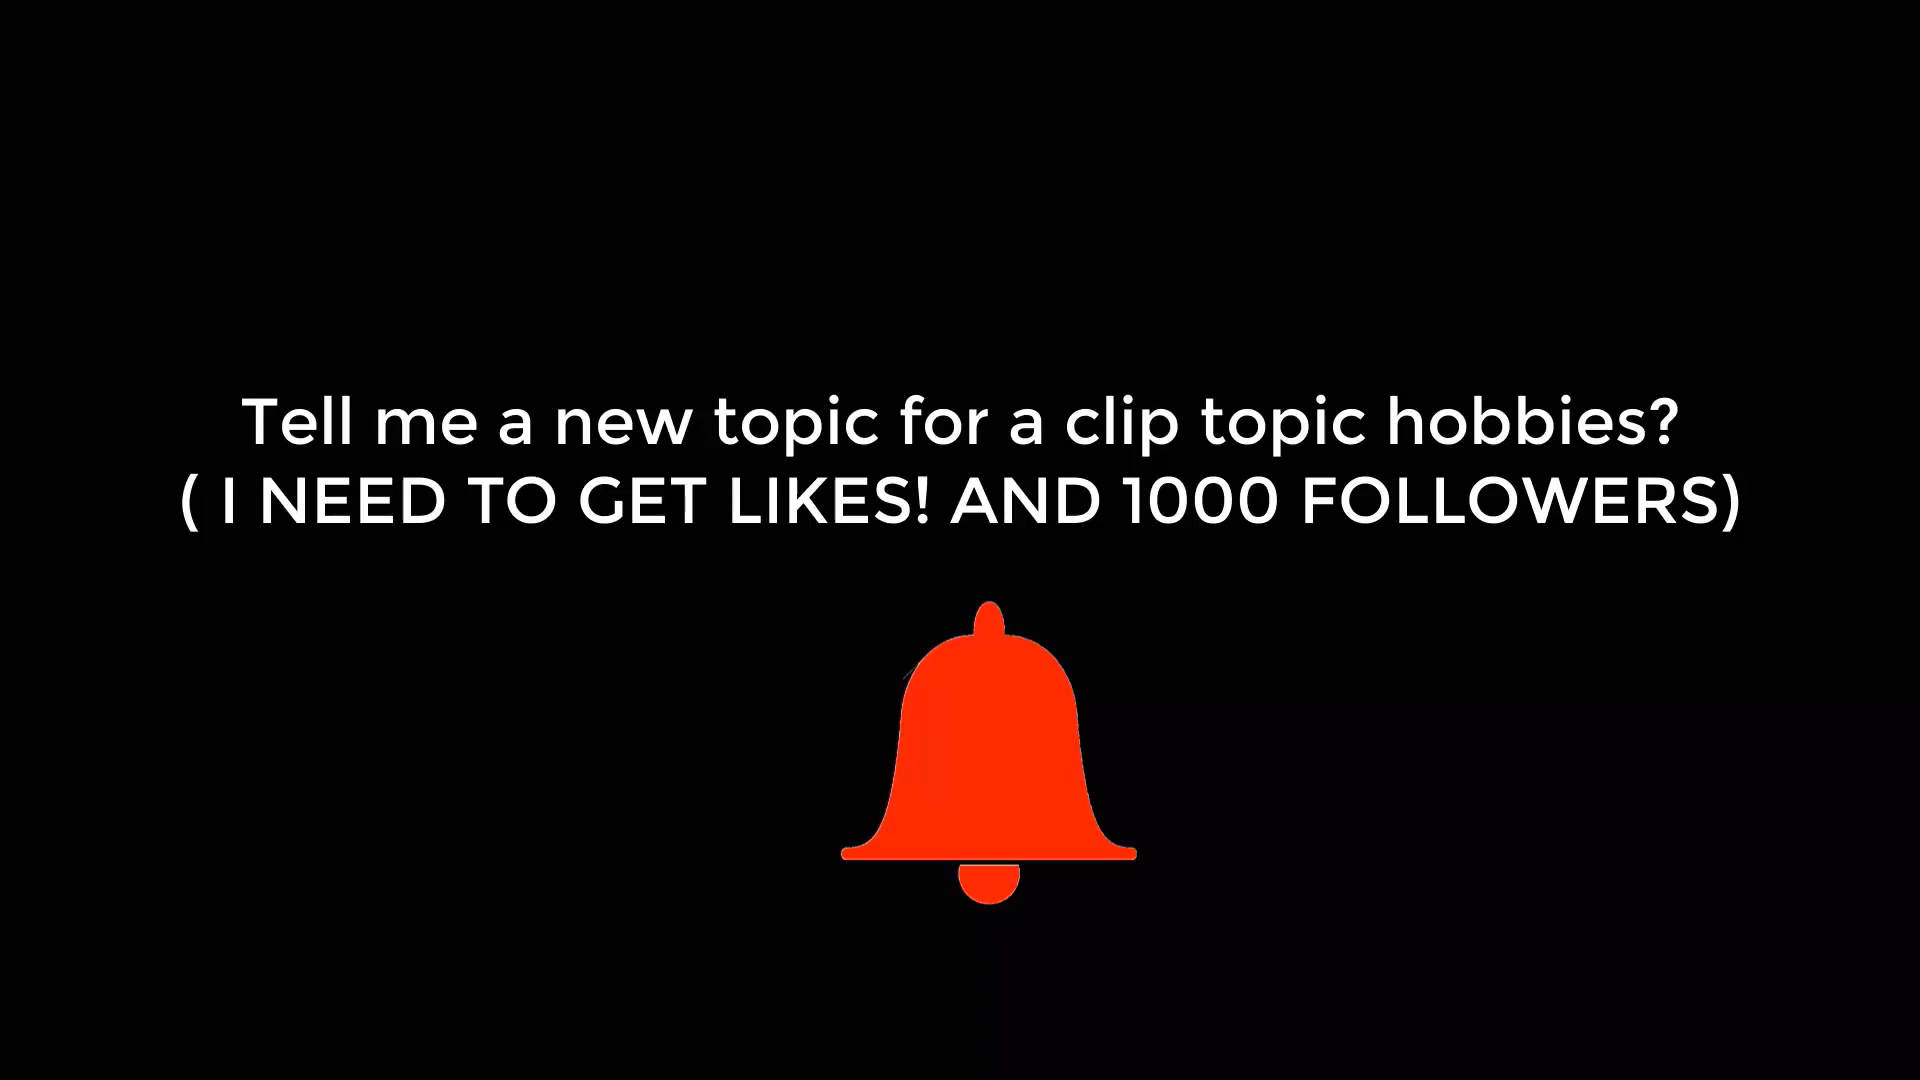 Tell me a new topic for a clip topic hobbies?
( I NEED TO GET LIKES! AND 1000 FOLLOWERS)